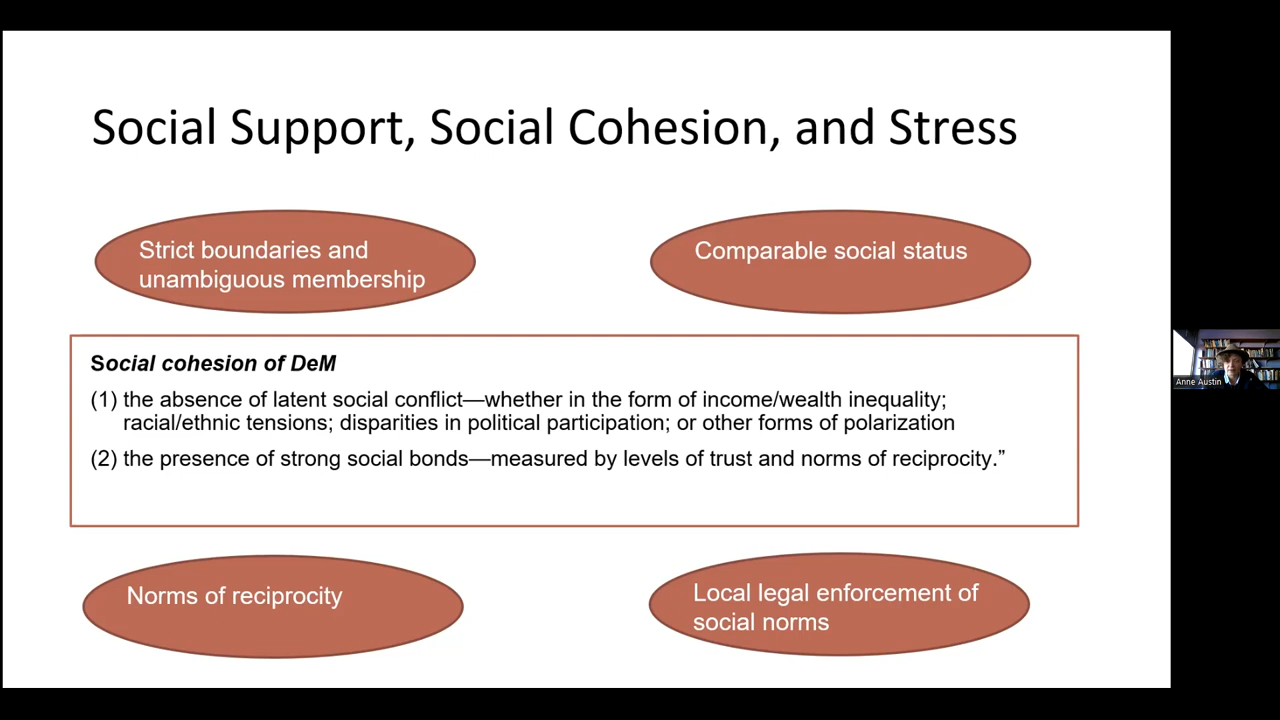 Social Support, Social Cohesion, and Stress
Strict boundaries and
unambiguous membership
Comparable social status
Social cohesion of DeM
(1) the absence of latent social conflict—whether in the form of income/wealth inequality;
racial/ethnic tensions; disparities in political participation; or other forms of polarization
(2) the presence of strong social bonds—measured by levels of trust and norms of reciprocity.”
Norms of reciprocity
Local legal enforcement of
social norms
Anne Austin